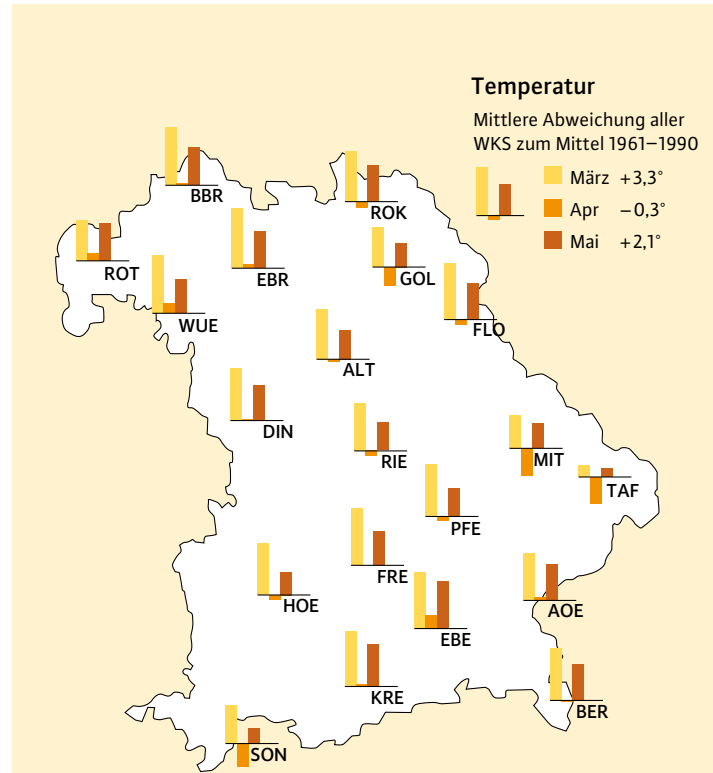 Temperatur
Mittlere Abweichung aller
WKS zum Mittel 1961–1990
März +3,3°
Apr −0,3°
Mai +2,1°
BBR
ROK
ROT
EBR
GOL
WUE
FLO
ALT
DIN
RIE
MIT
TAF
PFE
FRE
HOE
AOE
EBE
KRE
BER
SON